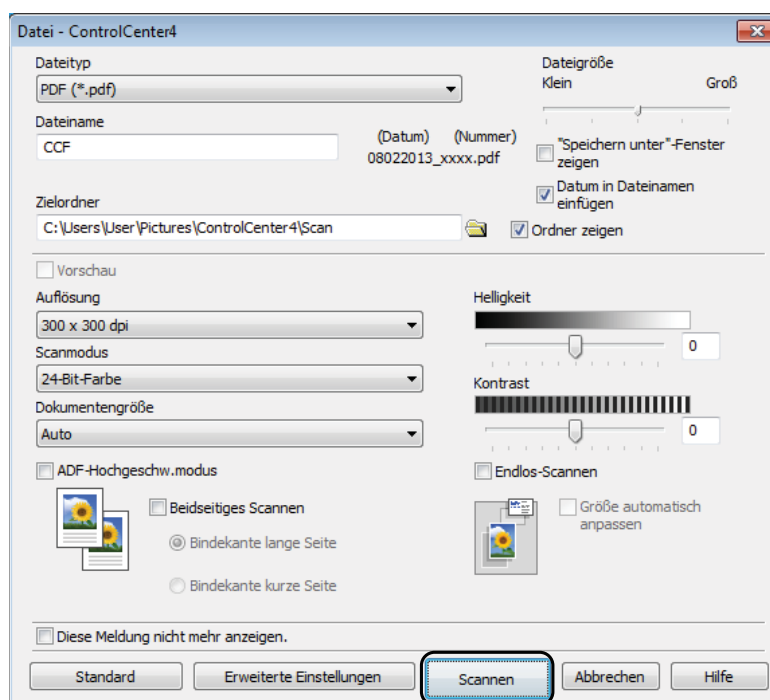 Datei - ControlCenter4
Dateityp
PDF (*.pdf)
Dateigröße
Klein Groß
Dateiname
CCF
(Datum) (Nummer)
08022013_xxxx.pdf
"Speichern unter"-Fenster
zeigen
Datum in Dateinamen
einfügen
Zielordner
C:\Users\User\Pictures\ControlCenter4\Scan
Ordner zeigen
Vorschau
Auflösung
300 x 300 dpi
Scanmodus
24-Bit-Farbe
Dokumentengröße
Auto
Helligkeit
0
Kontrast
0
ADF-Hochgeschw.modus
Beidseitiges Scannen
Bindekante lange Seite
Bindekante kurze Seite
Endlos-Scannen
Größe automatisch
anpassen
Diese Meldung nicht mehr anzeigen.
Standard Erweiterte Einstellungen Scannen Abbrechen Hilfe